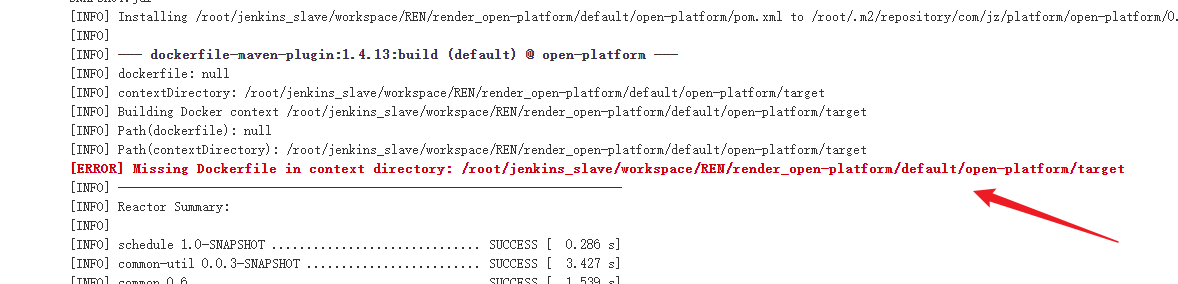 [INFO] Installing /root/jenkins_slave/workspace/REN/render_open-platform/default/open-platform/pom.xml to /root/.m2/repository/com/jz/platform/open-platform/0.
[INFO]
[INFO] --- dockerfile-maven-plugin:1.4.13:build (default) @ open-platform ---
[INFO] dockerfile: null
[INFO] contextDirectory: /root/jenkins_slave/workspace/REN/render_open-platform/default/open-platform/target
[INFO] Building Docker context /root/jenkins_slave/workspace/REN/render_open-platform/default/open-platform/target
[INFO] Path(dockerfile): null
[INFO] Path(contextDirectory): /root/jenkins_slave/workspace/REN/render_open-platform/default/open-platform/target
[ERROR] Missing Dockerfile in context directory: /root/jenkins_slave/workspace/REN/render_open-platform/default/open-platform/target
[INFO] ------------------------------------------------------------------------
[INFO] Reactor Summary:
[INFO]
[INFO] schedule 1.0-SNAPSHOT .............................. SUCCESS [ 0.286 s]
[INFO] common-util 0.0.3-SNAPSHOT ......................... SUCCESS [ 3.427 s]
[INFO] common 0.6 ......................................... SUCCESS [ 1.539 s]